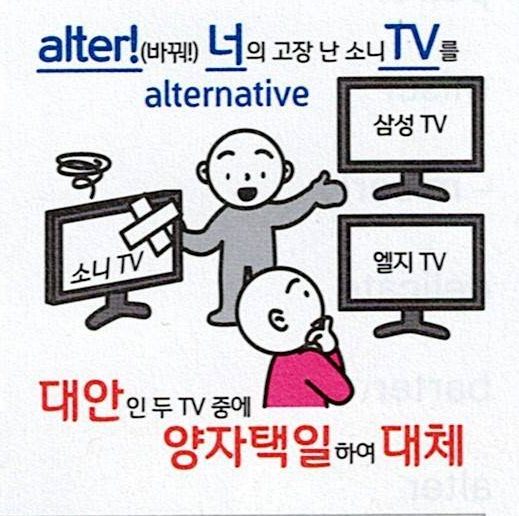 alter!(바꿔!) 너의 고장 난 소니TV를
alternative
삼성 TV
소니 TV
엘지 TV
대안인 두 TV 중에
양자택일하여 대체